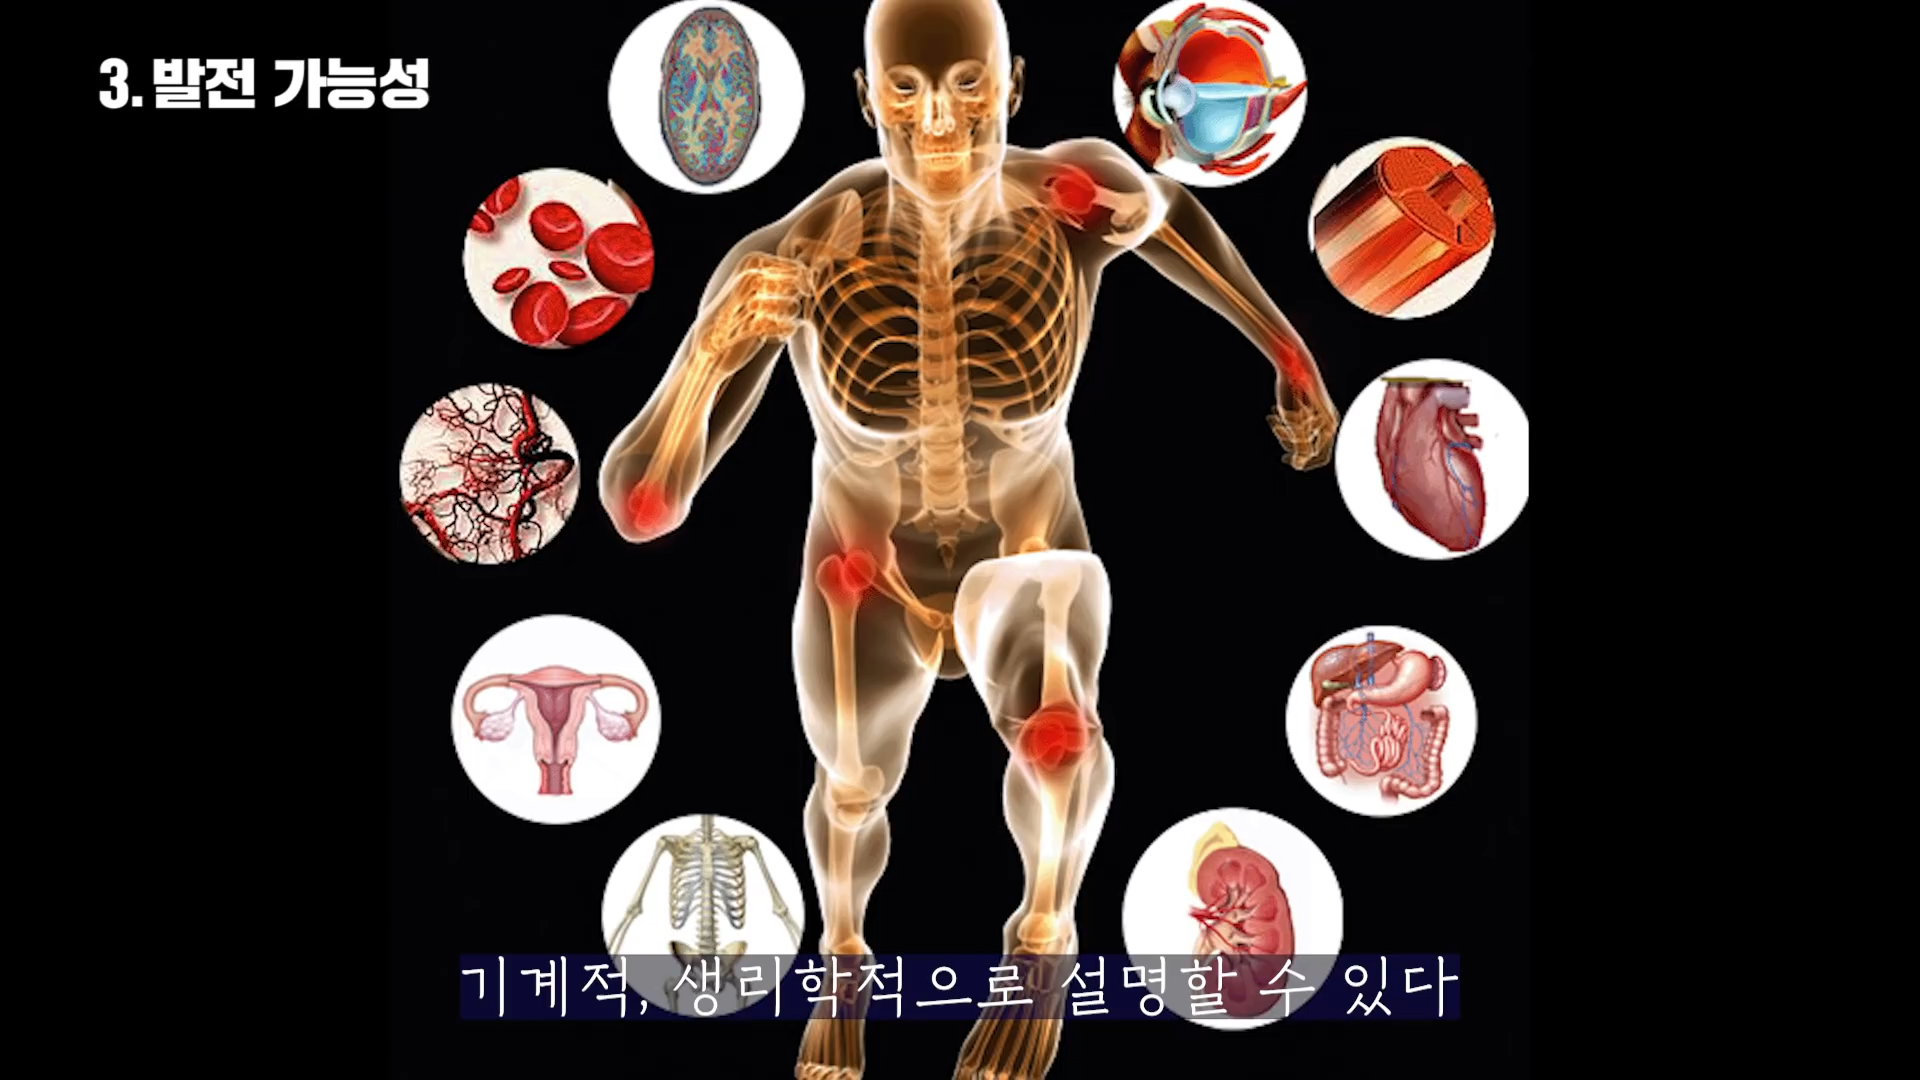 3. 발전 가능성
기계적, 생리학적으로 설명할 수 있다